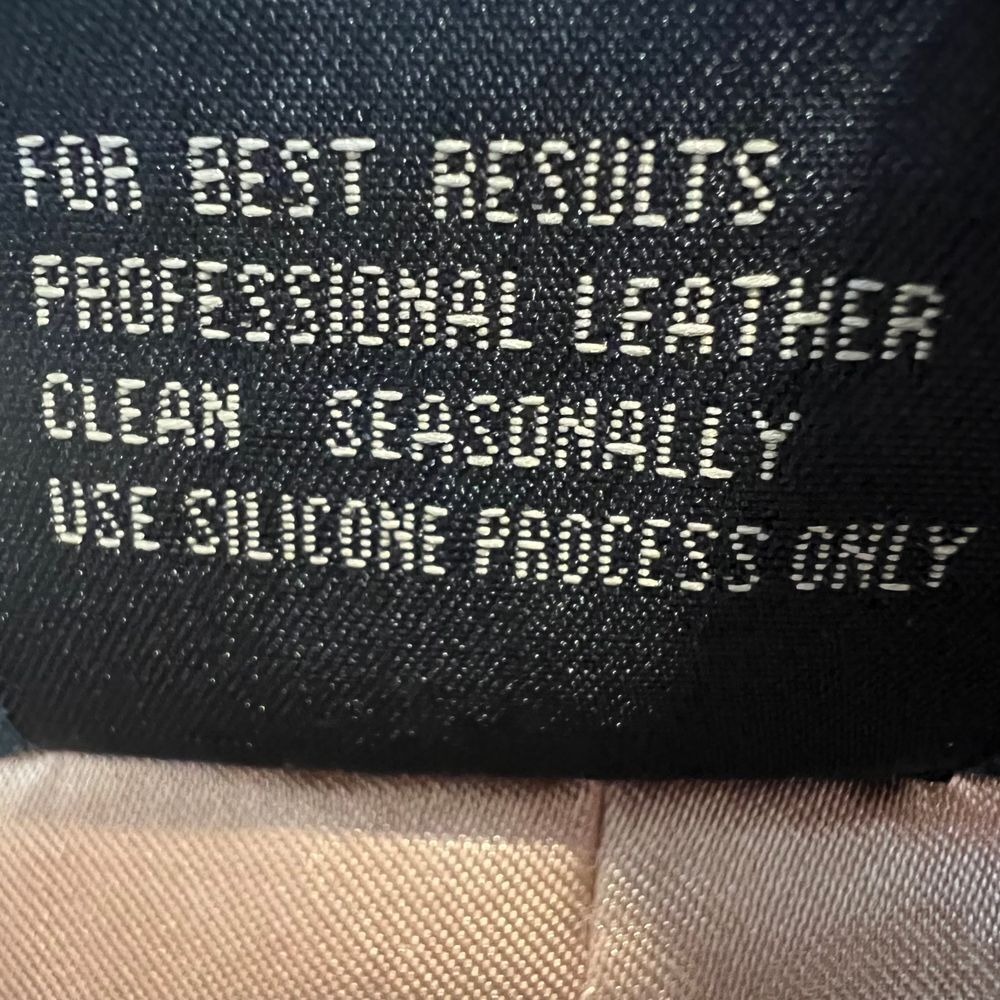 FOR BEST RESULTS
PROFESSIONAL LEATHER
CLEAN SEASONALLY
USE SILICONE PROCESS ONLY